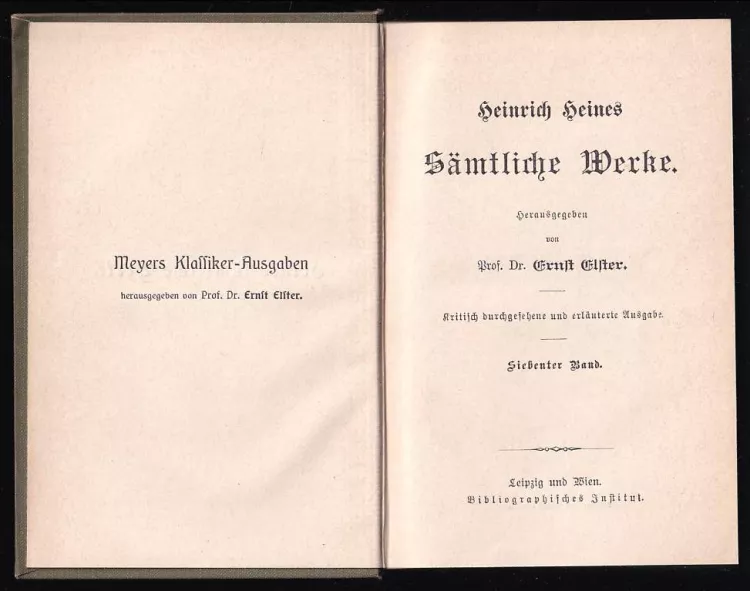 Meyers Klassiker-Ausgaben
herausgegeben von Prof. Dr. Ernst Elster.
Heinrich Heines
Sämtliche Werke.
Herausgegeben
von
Prof. Dr. Ernst Elster.
Kritisch durchgesehene und erläuterte Ausgabe.
Siebenter Band.
Leipzig und Wien.
Bibliographisches Institut.